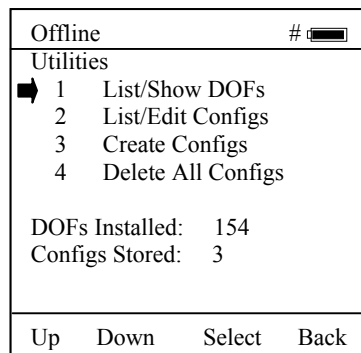 Offline #
Utilities
1 List/Show DOFs
2 List/Edit Configs
3 Create Configs
4 Delete All Configs
DOFs Installed: 154
Configs Stored: 3
Up Down Select Back